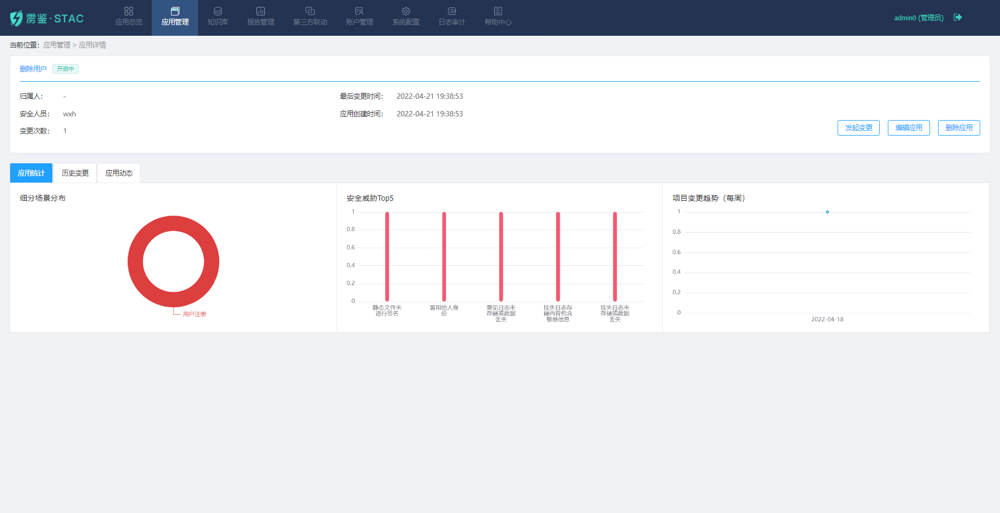 雳鉴·STAC
应用总览
应用管理
知识库
报告管理
第三方联动
账户管理
系统配置
日志审计
帮助中心
admin0 (管理员)
当前位置: 应用管理 > 应用详情
删除用户 开启中
归属人: -
最后变更时间: 2022-04-21 19:38:53
安全人员: wxh
应用创建时间: 2022-04-21 19:38:53
变更次数: 1
发起变更
编辑应用
删除应用
应用统计
历史变更
应用动态
细分场景分布
用户注册
安全威胁Top5
1
0.8
0.6
0.4
0.2
0
静态文件未
进行签名
冒用他人身
份
意见日志未
存储或数据
丢失
挂失日志存
储内容包含
敏感信息
挂失日志未
存储或数据
丢失
项目变更趋势（每周）
1
0.8
0.6
0.4
0.2
0
2022-04-18